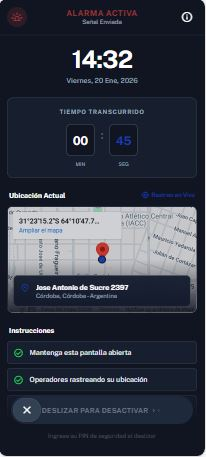 ALARMA ACTIVA
Señal Enviada
14:32
Viernes, 20 Ene, 2026
TIEMPO TRANSCURRIDO
00 : 45
MIN SEG
Ubicación Actual
Rastreo en Vivo
31°23'15.2"S 64°10'47.7...
Ampliar el mapa
Atlético Central
(IACC)
Jose Antonio de Sucre 2397
Córdoba, Córdoba - Argentina
Instrucciones
Mantenga esta pantalla abierta
Operadores rastreando su ubicación
DESLIZAR PARA DESACTIVAR
Ingrese su PIN de seguridad al deslizar